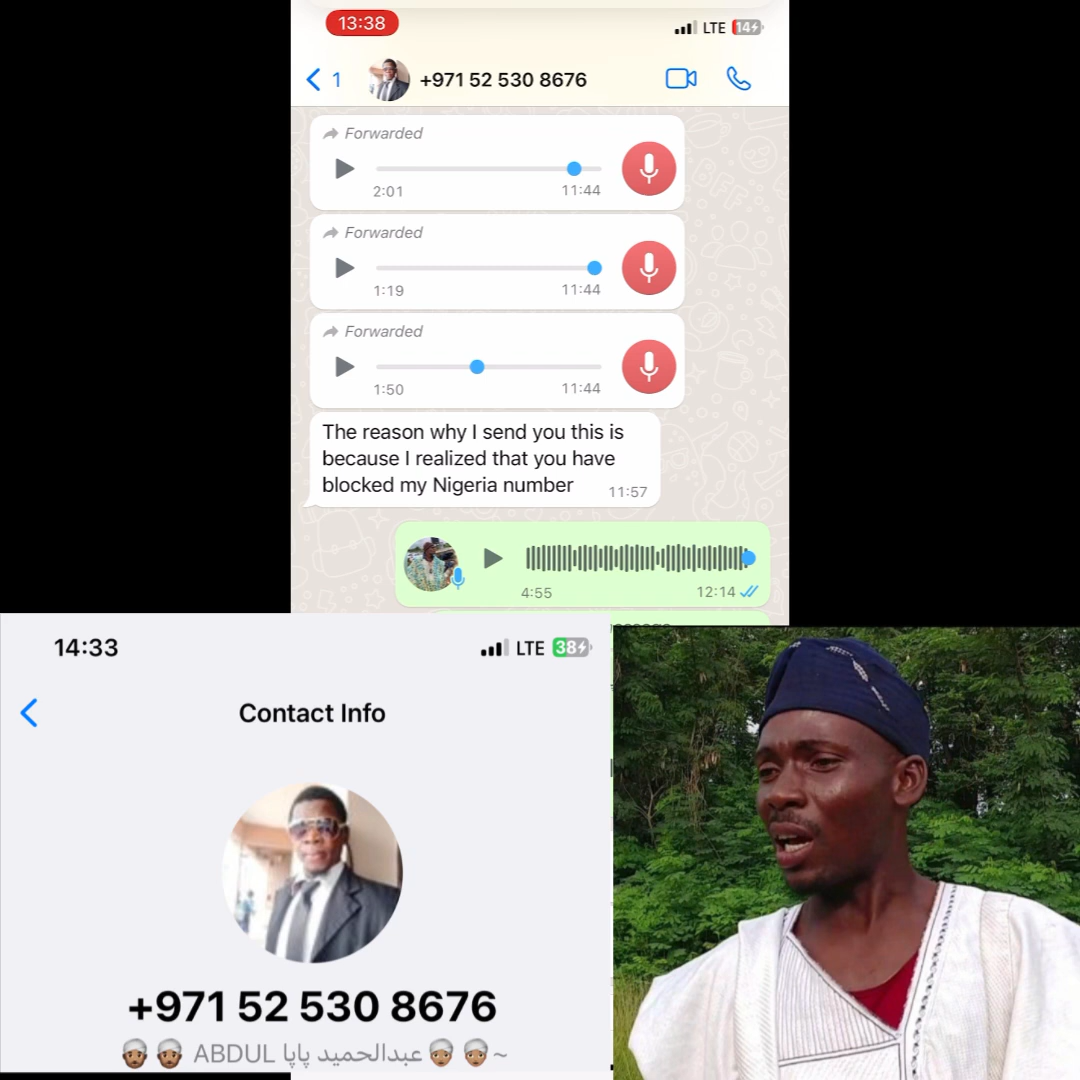 13:38
LTE 14
1
+971 52 530 8676
Forwarded
2:01 11:44
Forwarded
1:19 11:44
Forwarded
1:50 11:44
The reason why I send you this is
because I realized that you have
blocked my Nigeria number 11:57
4:55 12:14
14:33
LTE 38
Contact Info
+971 52 530 8676
ABDUL عبدالحميد پاپا ~